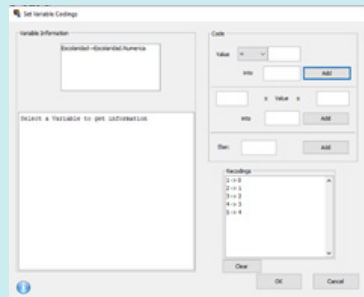 Set Variable Codings
Variable Information
Escolaridad->Escolaridad.Numerica
Select a Variable to get information
Code
Value = 
into Add
x Value x
into Add
Else: Add
Recodings
1 -> 0
2 -> 1
3 -> 2
4 -> 3
5 -> 4
Clear
OK Cancel